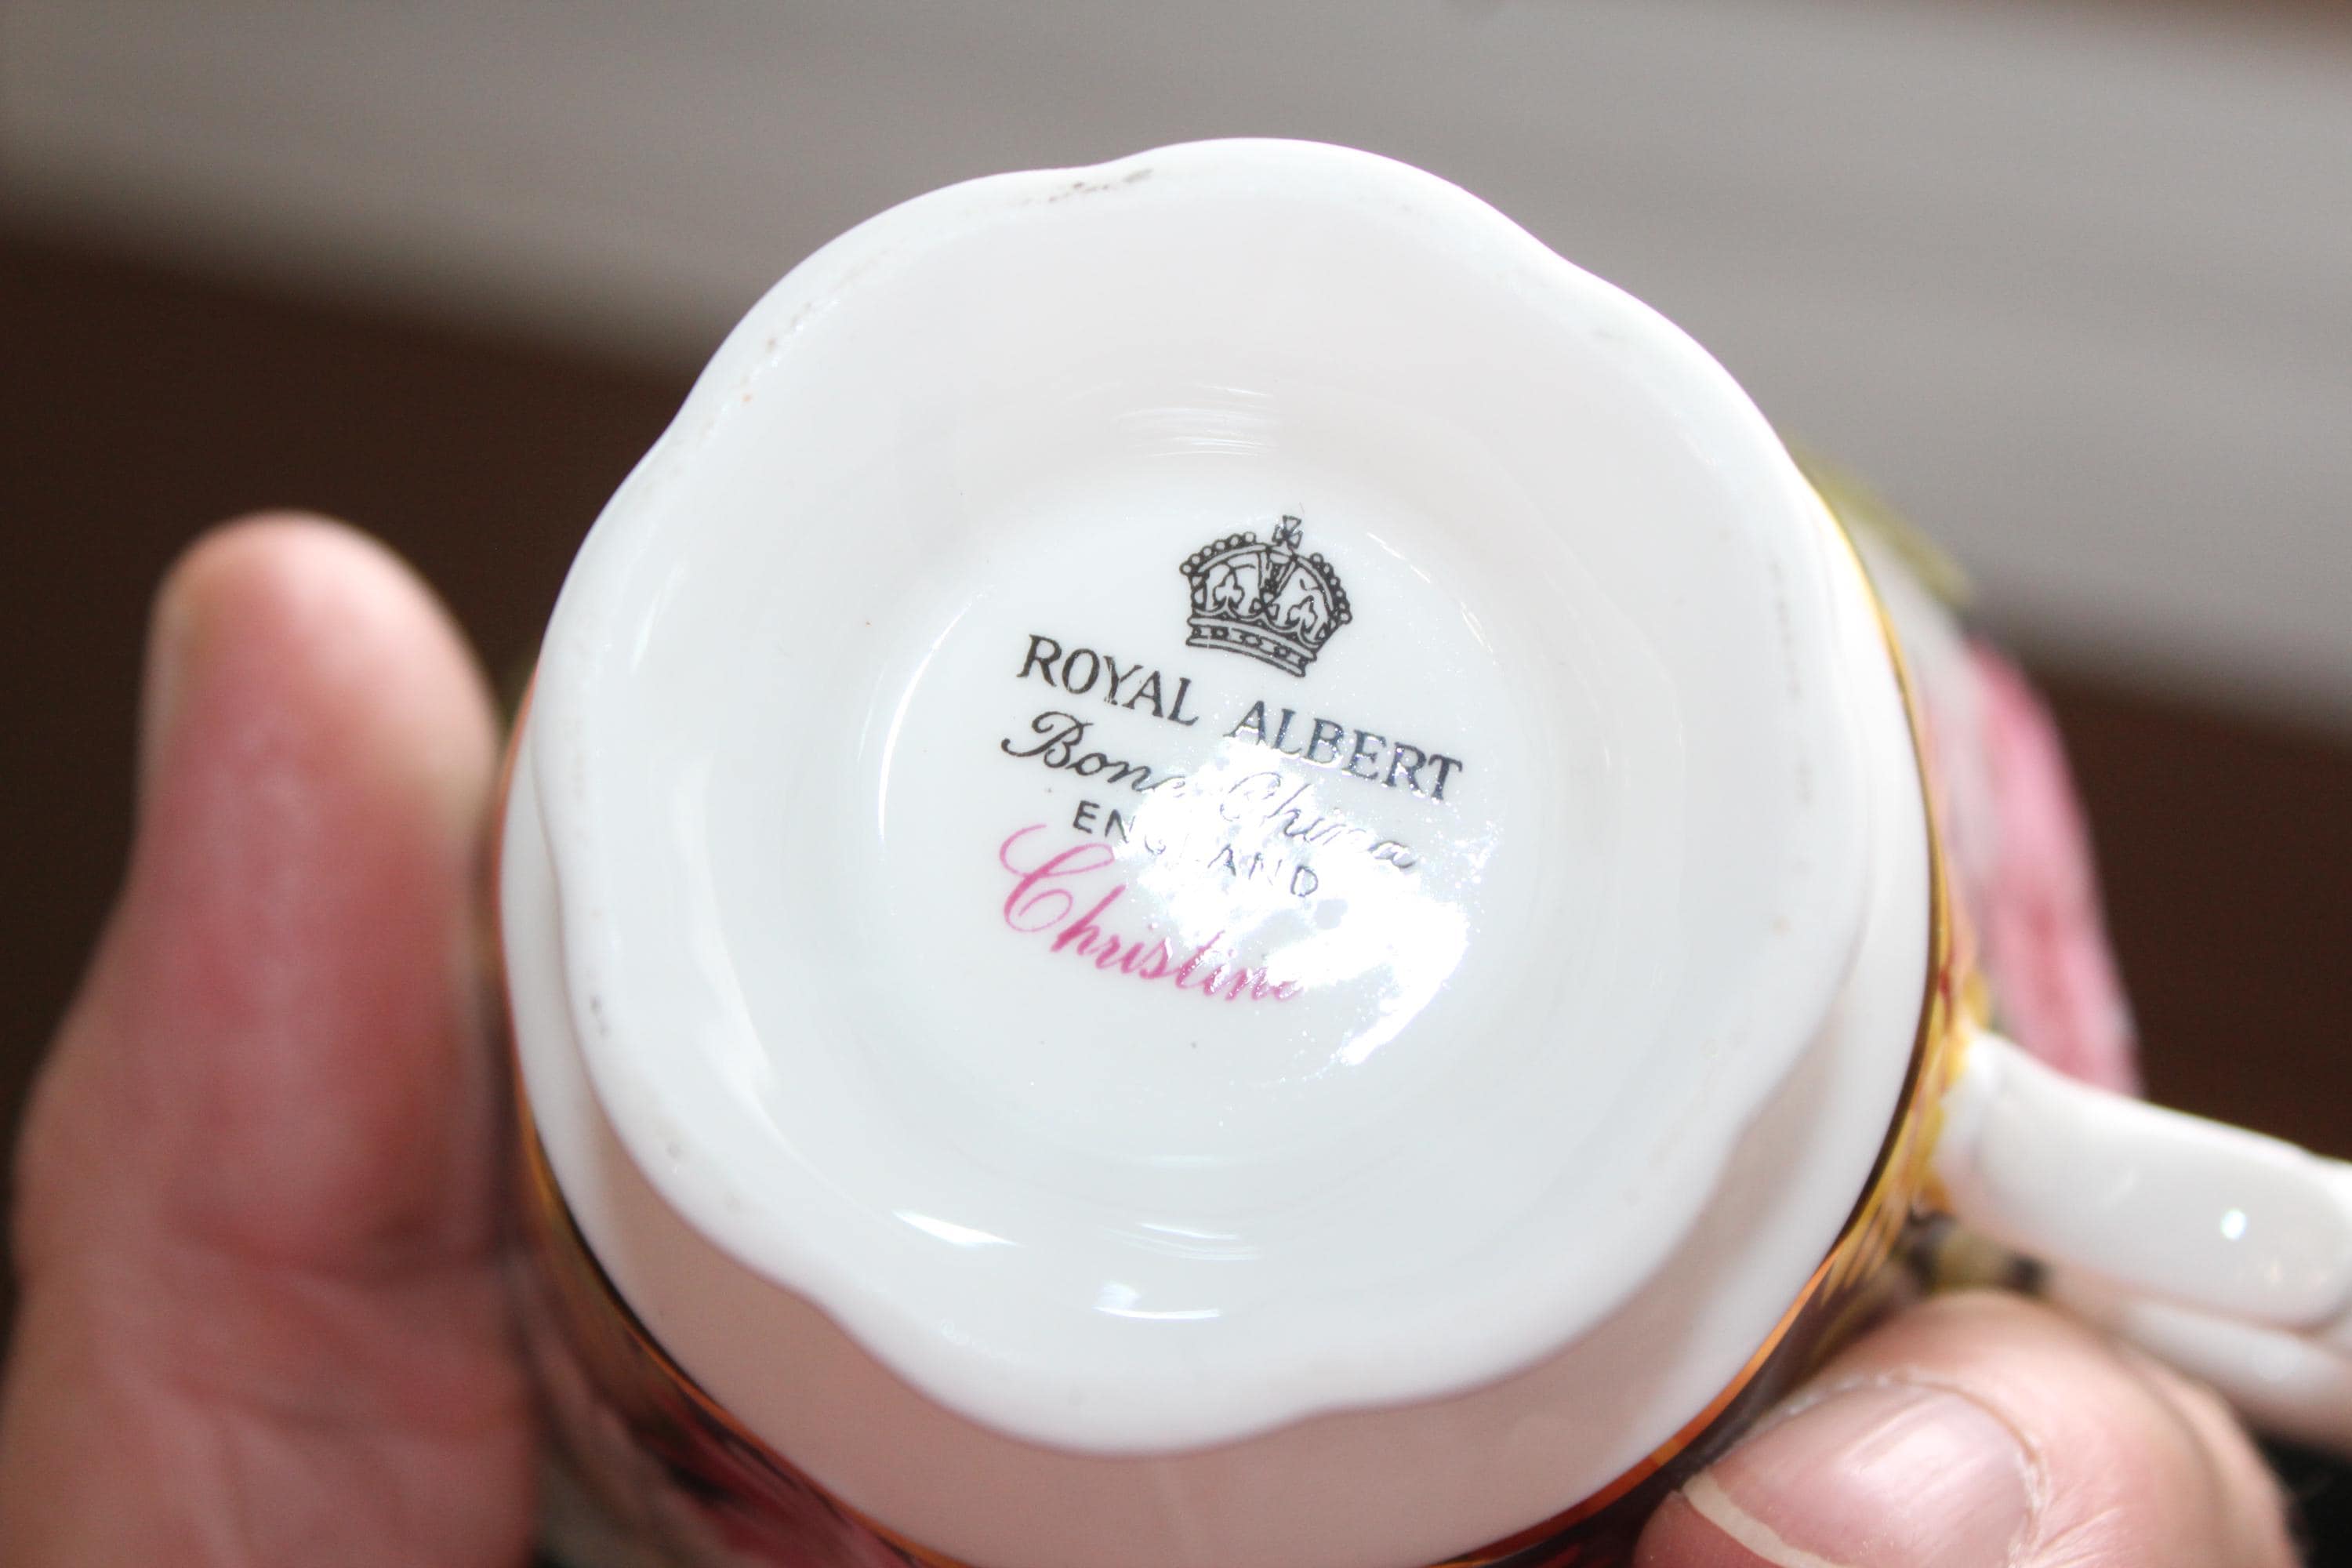 ROYAL ALBERT
Bone China
ENGLAND
Christine